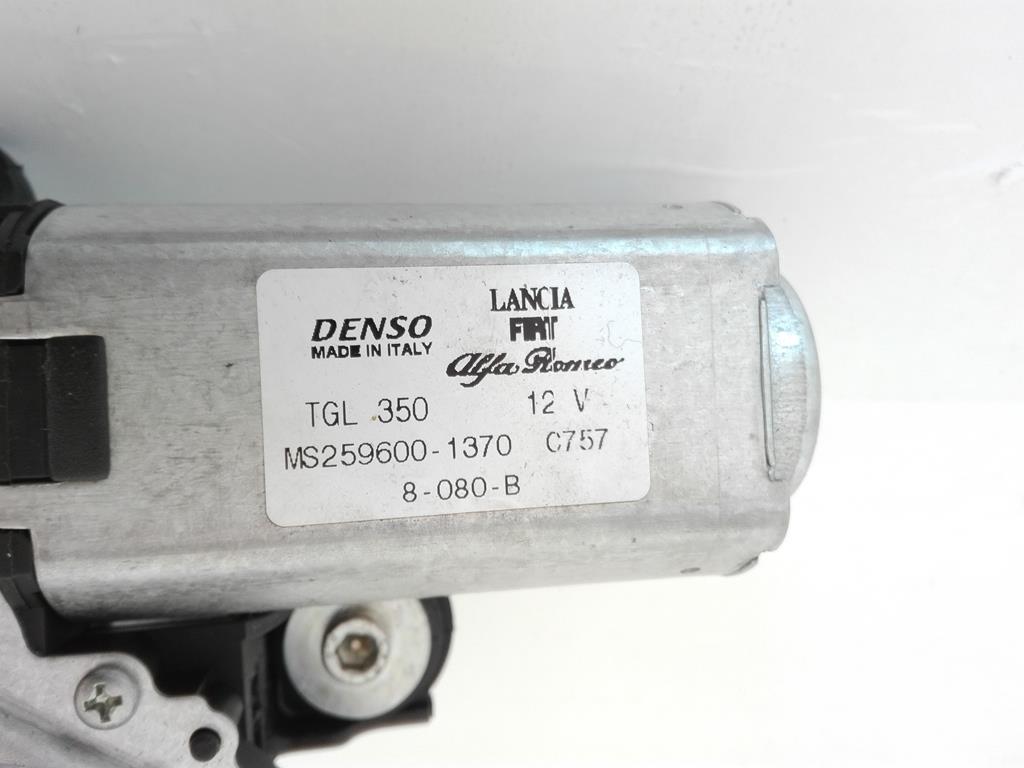 DENSO
MADE IN ITALY
LANCIA
FIAT
Alfa Romeo
TGL 350 12 V
MS259600-1370 C757
8-080-B